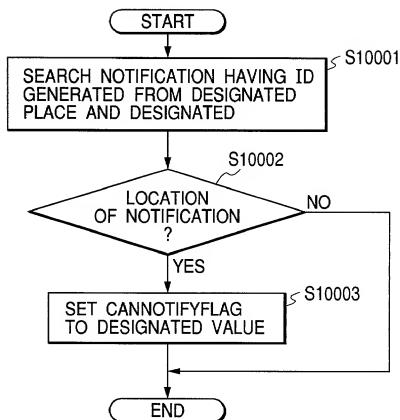 START
S10001
SEARCH NOTIFICATION HAVING ID
GENERATED FROM DESIGNATED
PLACE AND DESIGNATED
S10002
LOCATION
OF NOTIFICATION
?
NO
YES
S10003
SET CANNOTIFYFLAG
TO DESIGNATED VALUE
END